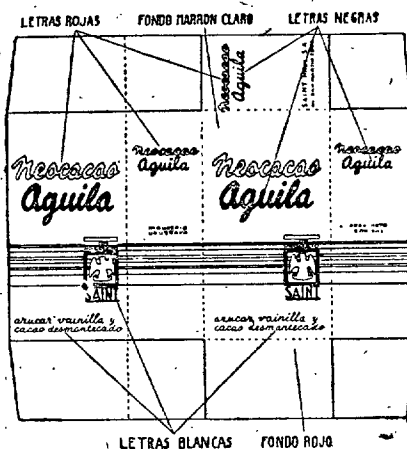 LETRAS ROJAS
FONDO MARRON CLARO
LETRAS NEGRAS
Neocacao
Aguila
SAINT
Neocacao
Aguila
Neocacao
Aguila
Neocacao
Aguila
Neocacao
Aguila
SAINT
SAINT
azucar vainilla y
cacao desmantecado
azucar vainilla y
cacao desmantecado
LETRAS BLANCAS
FONDO ROJO